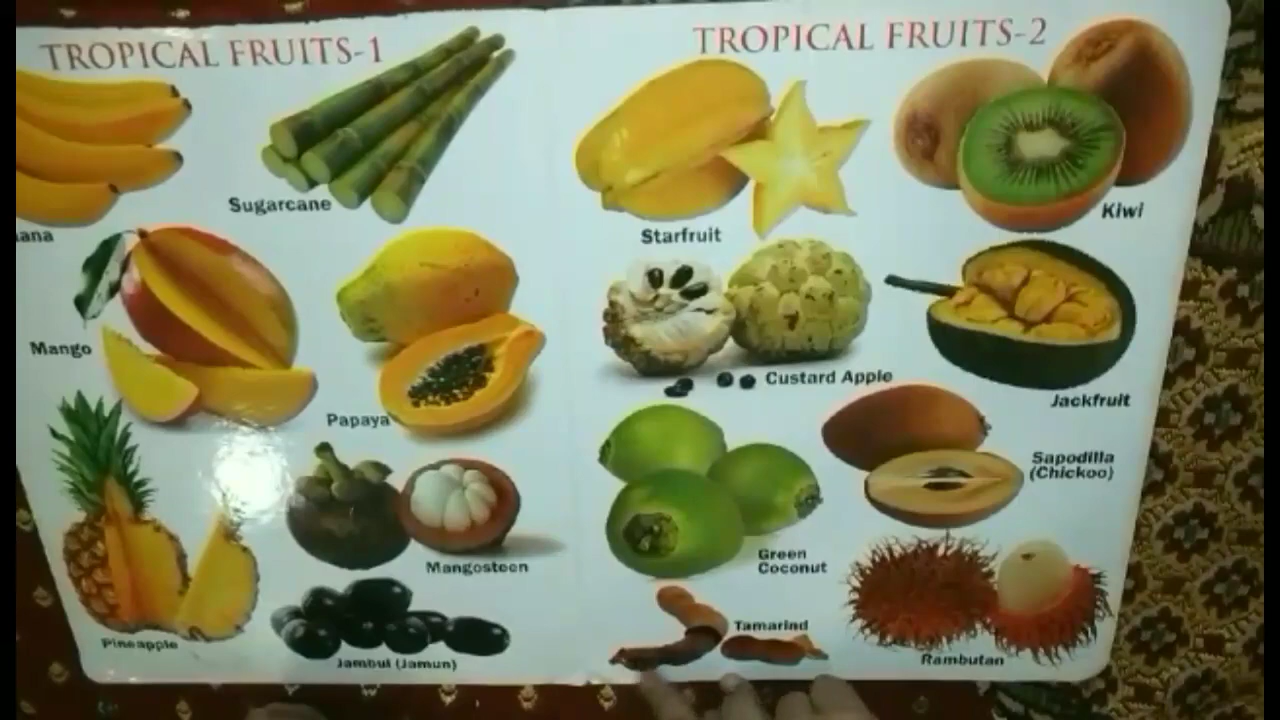 TROPICAL FRUITS-1
ana
Sugarcane
Mango
Papaya
Pineapple
Mangosteen
Jambul (Jamun)
TROPICAL FRUITS-2
Starfruit
Kiwi
Custard Apple
Jackfruit
Sapodilla
(Chickoo)
Green
Coconut
Tamarind
Rambutan